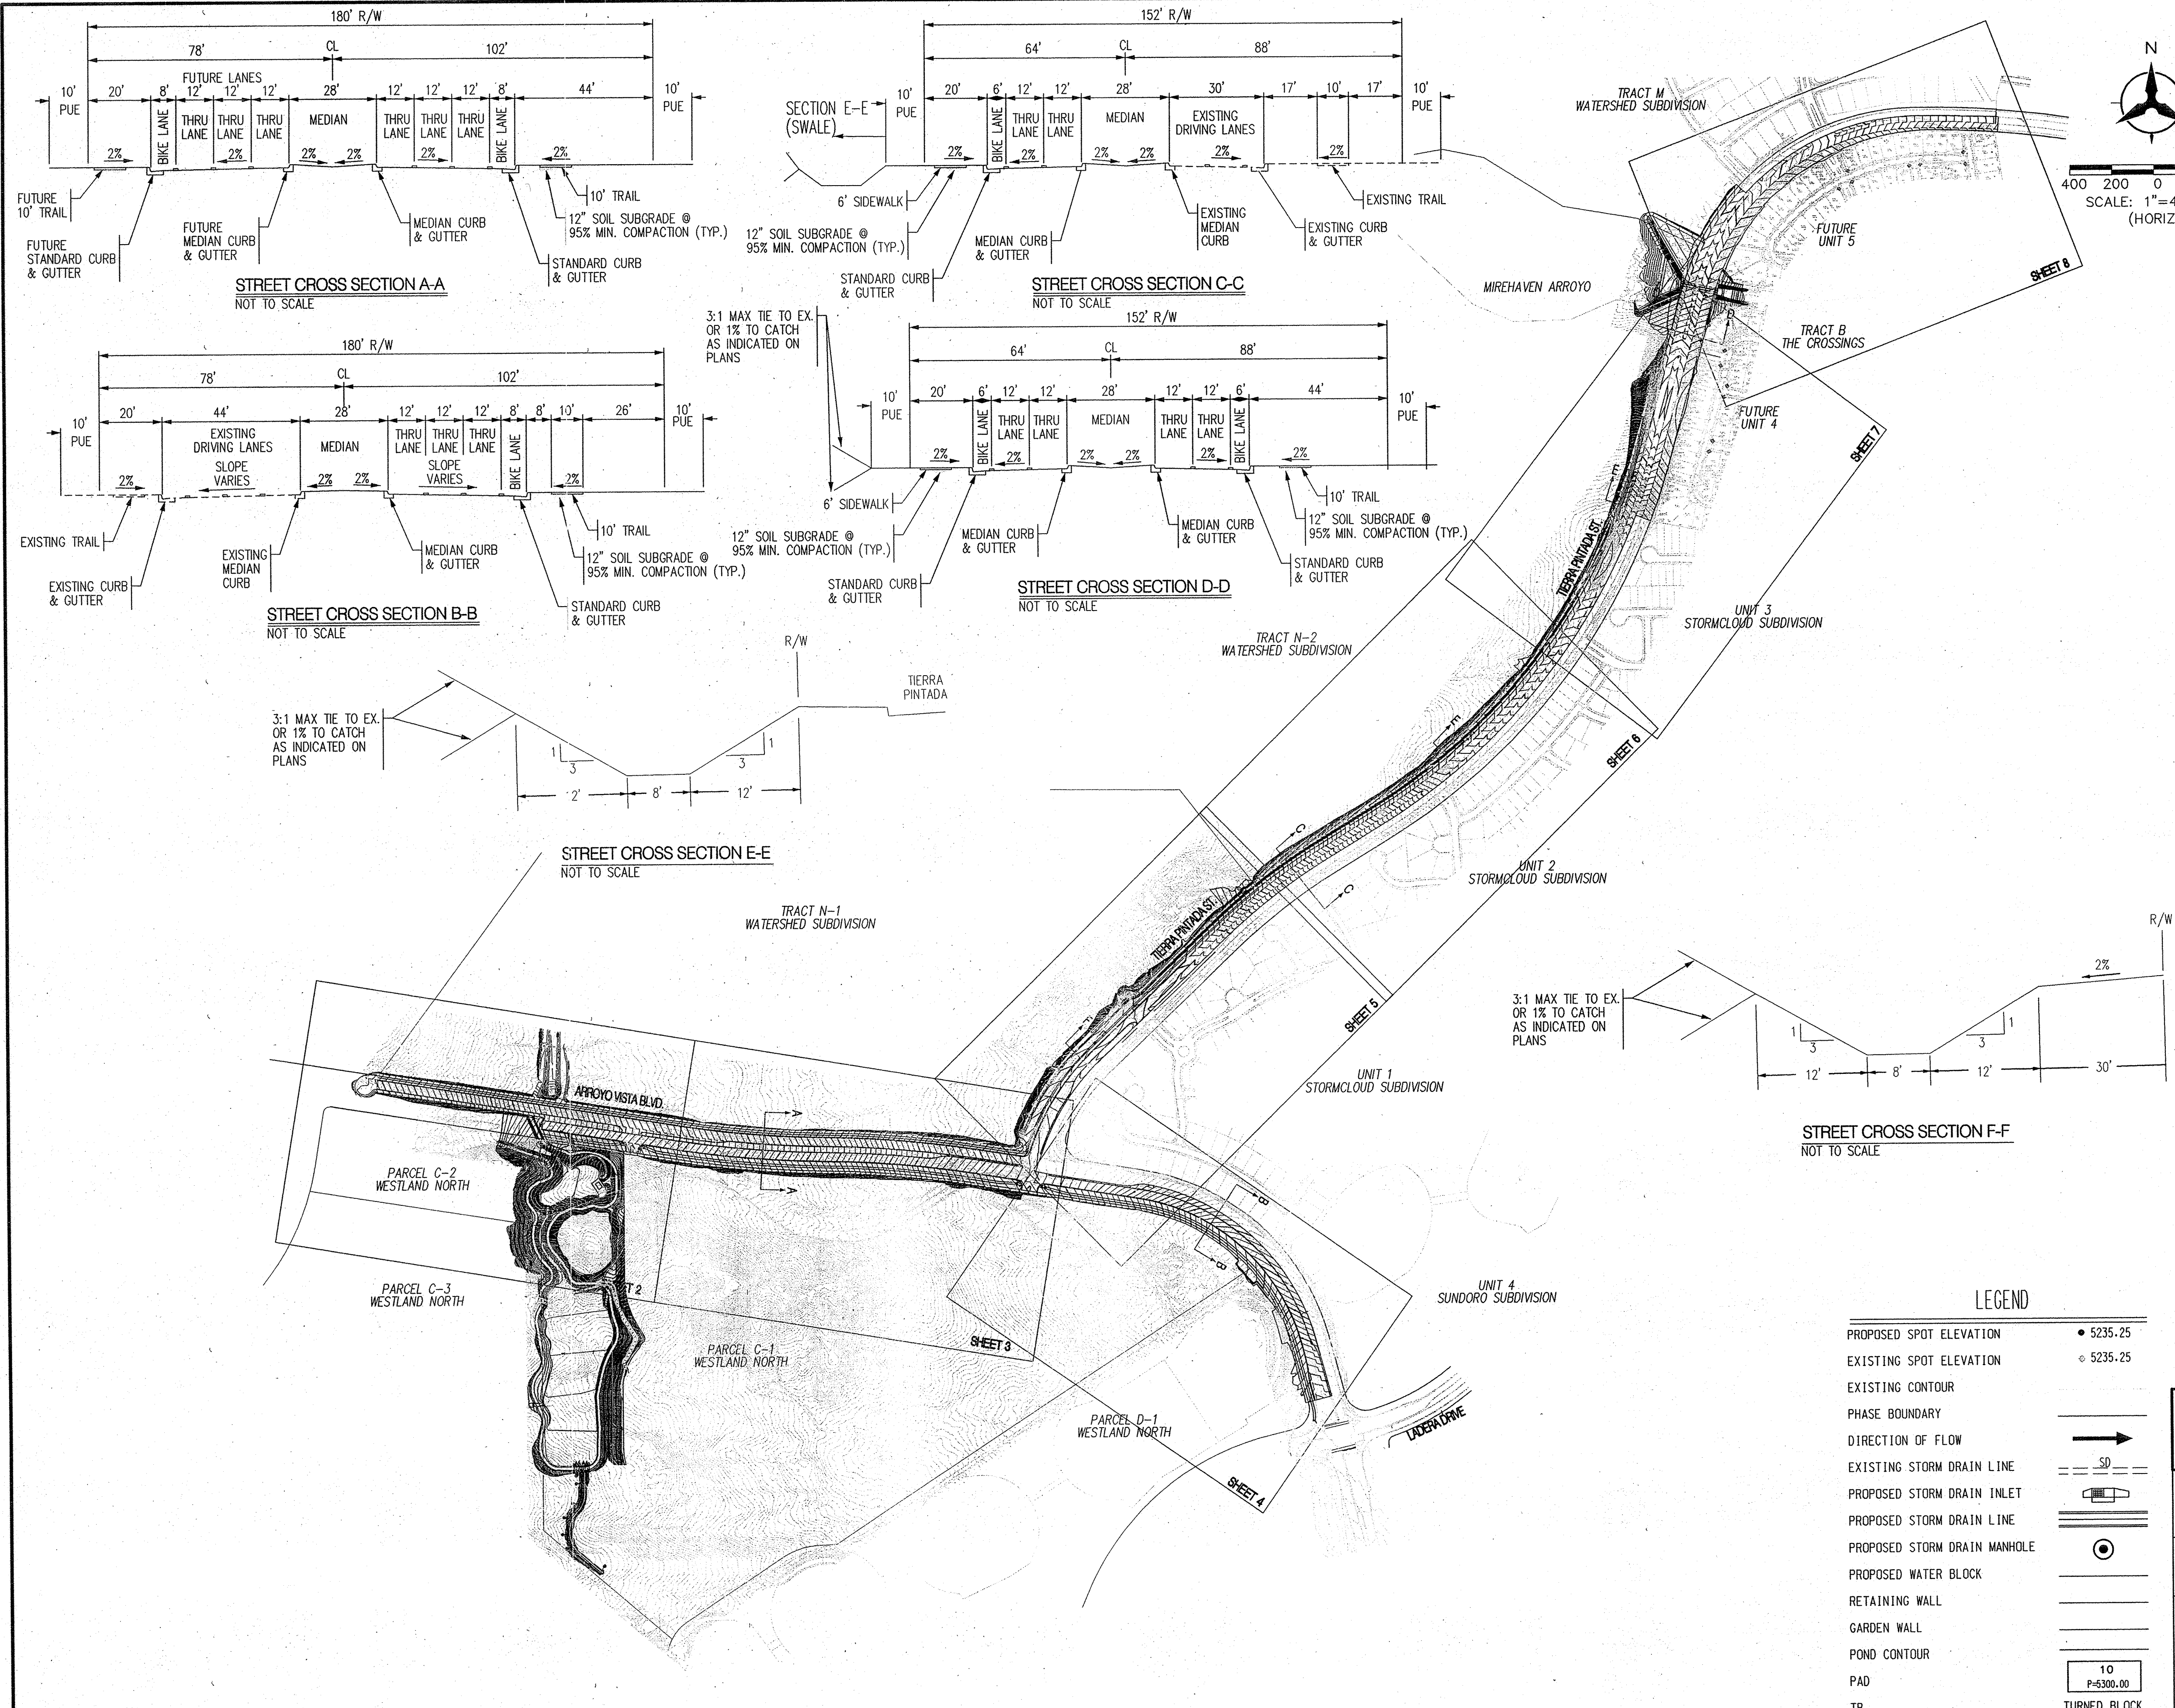 180' R/W
78'
CL
102'
FUTURE LANES
10'
PUE
20'
8'
12'
12'
12'
28'
12'
12'
12'
8'
44'
10'
PUE
BIKE LANE
THRU LANE
THRU LANE
THRU LANE
MEDIAN
THRU LANE
THRU LANE
THRU LANE
BIKE LANE
2%
2%
2%
2%
2%
2%
FUTURE
10' TRAIL
FUTURE
STANDARD CURB
& GUTTER
FUTURE
MEDIAN CURB
& GUTTER
MEDIAN CURB
& GUTTER
10' TRAIL
12" SOIL SUBGRADE @
95% MIN. COMPACTION (TYP.)
STANDARD CURB
& GUTTER
STREET CROSS SECTION A-A
NOT TO SCALE
152' R/W
64'
CL
88'
SECTION E-E
(SWALE)
10'
PUE
20'
6'
12'
12'
28'
30'
17'
10'
17'
10'
PUE
BIKE LANE
THRU LANE
THRU LANE
MEDIAN
EXISTING
DRIVING LANES
2%
2%
2%
2%
2%
2%
6' SIDEWALK
12" SOIL SUBGRADE @
95% MIN. COMPACTION (TYP.)
STANDARD CURB
& GUTTER
MEDIAN CURB
& GUTTER
EXISTING
MEDIAN
CURB
EXISTING CURB
& GUTTER
EXISTING TRAIL
STREET CROSS SECTION C-C
NOT TO SCALE
180' R/W
78'
CL
102'
10'
PUE
20'
44'
28'
12'
12'
12'
8'
8'
10'
26'
10'
PUE
EXISTING
DRIVING LANES
SLOPE
VARIES
MEDIAN
THRU LANE
THRU LANE
THRU LANE
SLOPE
VARIES
BIKE LANE
2%
2%
2%
2%
EXISTING TRAIL
EXISTING CURB
& GUTTER
EXISTING
MEDIAN
CURB
MEDIAN CURB
& GUTTER
10' TRAIL
12" SOIL SUBGRADE @
95% MIN. COMPACTION (TYP.)
STANDARD CURB
& GUTTER
STREET CROSS SECTION B-B
NOT TO SCALE
3:1 MAX TIE TO EX.
OR 1% TO CATCH
AS INDICATED ON
PLANS
152' R/W
64'
CL
88'
10'
PUE
20'
6'
12'
12'
28'
12'
12'
6'
44'
10'
PUE
BIKE LANE
THRU LANE
THRU LANE
MEDIAN
THRU LANE
THRU LANE
BIKE LANE
2%
2%
2%
2%
2%
2%
6' SIDEWALK
12" SOIL SUBGRADE @
95% MIN. COMPACTION (TYP.)
STANDARD CURB
& GUTTER
MEDIAN CURB
& GUTTER
MEDIAN CURB
& GUTTER
10' TRAIL
12" SOIL SUBGRADE @
95% MIN. COMPACTION (TYP.)
STANDARD CURB
& GUTTER
STREET CROSS SECTION D-D
NOT TO SCALE
R/W
TIERRA
PINTADA
3:1 MAX TIE TO EX.
OR 1% TO CATCH
AS INDICATED ON
PLANS
1
3
1
3
2'
8'
12'
STREET CROSS SECTION E-E
NOT TO SCALE
N
400 200 0
SCALE: 1"=4
(HORIZ
TRACT M
WATERSHED SUBDIVISION
FUTURE
UNIT 5
SHEET 8
MIREHAVEN ARROYO
TRACT B
THE CROSSINGS
D
FUTURE
UNIT 4
SHEET 7
E
TIERRA PINTADA ST.
UNIT 3
STORMCLOUD SUBDIVISION
TRACT N-2
WATERSHED SUBDIVISION
E
SHEET 6
C
C
UNIT 2
STORMCLOUD SUBDIVISION
TIERRA PINTADA ST.
SHEET 5
TRACT N-1
WATERSHED SUBDIVISION
F
UNIT 1
STORMCLOUD SUBDIVISION
ARROYO VISTA BLVD.
A
A
B
B
PARCEL C-2
WESTLAND NORTH
PARCEL C-3
WESTLAND NORTH
T 2
SHEET 3
PARCEL C-1
WESTLAND NORTH
UNIT 4
SUNDORO SUBDIVISION
PARCEL D-1
WESTLAND NORTH
LADERA DRIVE
SHEET 4
R/W
2%
3:1 MAX TIE TO EX.
OR 1% TO CATCH
AS INDICATED ON
PLANS
1
3
1
3
12'
8'
12'
30'
STREET CROSS SECTION F-F
NOT TO SCALE
LEGEND
PROPOSED SPOT ELEVATION 5235.25
EXISTING SPOT ELEVATION 5235.25
EXISTING CONTOUR
PHASE BOUNDARY
DIRECTION OF FLOW
EXISTING STORM DRAIN LINE SD
PROPOSED STORM DRAIN INLET
PROPOSED STORM DRAIN LINE
PROPOSED STORM DRAIN MANHOLE
PROPOSED WATER BLOCK
RETAINING WALL
GARDEN WALL
POND CONTOUR
PAD 10
P=5300.00
TB TURNED BLOCK